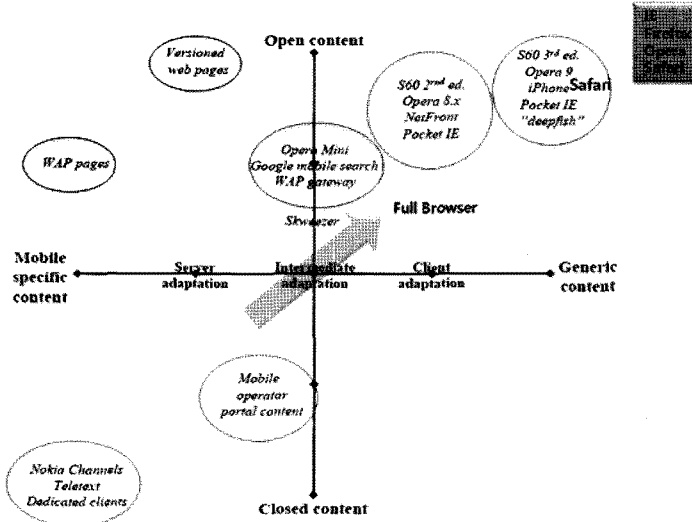 Open content
Versioned
web pages
WAP pages
S60 2nd ed.
Opera 8.x
NetFront
Pocket IE
S60 3rd ed.
Opera 9
iPhone Safari
Pocket IE
"deepfish"
IE
Opera Mini
Google mobile search
WAP gateway
Skweezer
Full Browser
Mobile
specific
content
Server
adaptation
Intermediate
adaptation
Client
adaptation
Generic
content
Mobile
operator
portal content
Nokia Channels
Teletext
Dedicated clients
Closed content